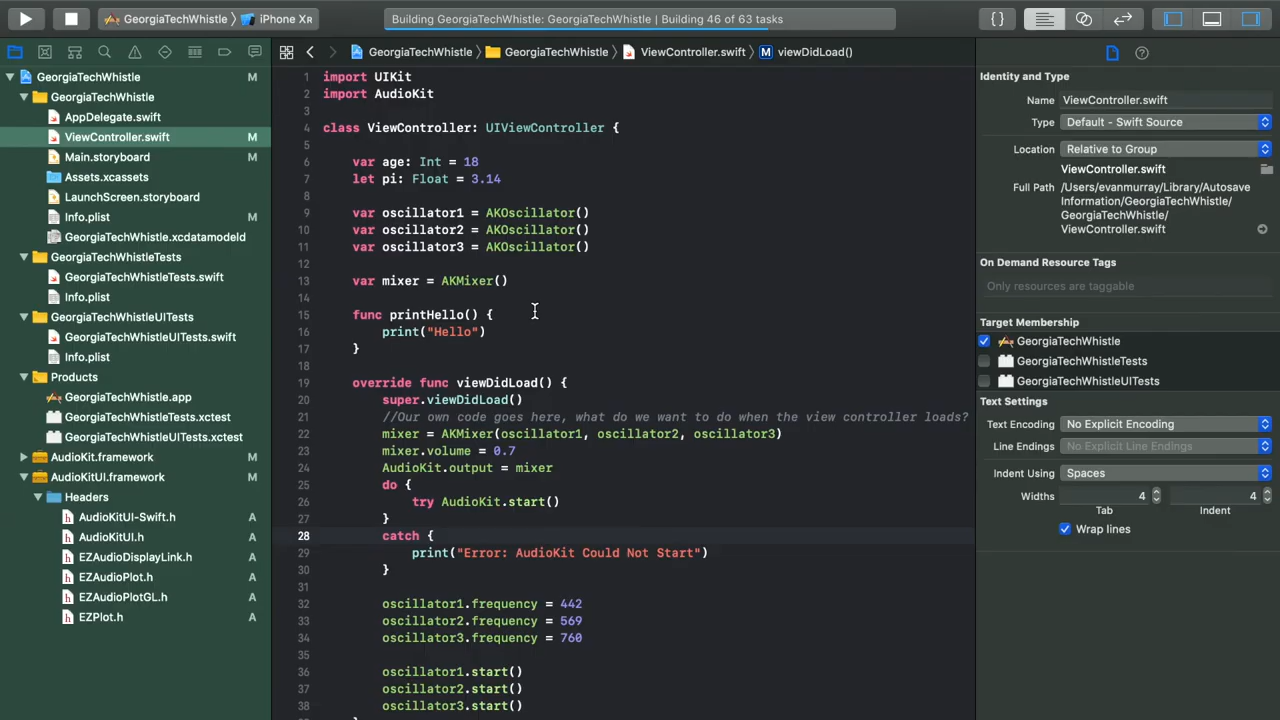 GeorgiaTechWhistle
iPhone Xʀ
Building GeorgiaTechWhistle: GeorgiaTechWhistle | Building 46 of 63 tasks
{}
GeorgiaTechWhistle M
GeorgiaTechWhistle
AppDelegate.swift
ViewController.swift M
Main.storyboard M
Assets.xcassets
LaunchScreen.storyboard
Info.plist M
GeorgiaTechWhistle.xcdatamodeld
GeorgiaTechWhistleTests
GeorgiaTechWhistleTests.swift
Info.plist
GeorgiaTechWhistleUITests
GeorgiaTechWhistleUITests.swift
Info.plist
Products
GeorgiaTechWhistle.app
GeorgiaTechWhistleTests.xctest
GeorgiaTechWhistleUITests.xctest
AudioKit.framework M
AudioKitUI.framework M
Headers
AudioKitUI-Swift.h A
AudioKitUI.h A
EZAudioDisplayLink.h A
EZAudioPlot.h A
EZAudioPlotGL.h A
EZPlot.h A
GeorgiaTechWhistle GeorgiaTechWhistle ViewController.swift M viewDidLoad()
1 import UIKit
2 import AudioKit
3
4 class ViewController: UIViewController {
5
6 var age: Int = 18
7 let pi: Float = 3.14
8
9 var oscillator1 = AKOscillator()
10 var oscillator2 = AKOscillator()
11 var oscillator3 = AKOscillator()
12
13 var mixer = AKMixer()
14
15 func printHello() {
16 print("Hello")
17 }
18
19 override func viewDidLoad() {
20 super.viewDidLoad()
21 //Our own code goes here, what do we want to do when the view controller loads?
22 mixer = AKMixer(oscillator1, oscillator2, oscillator3)
23 mixer.volume = 0.7
24 AudioKit.output = mixer
25 do {
26 try AudioKit.start()
27 }
28 catch {
29 print("Error: AudioKit Could Not Start")
30 }
31
32 oscillator1.frequency = 442
33 oscillator2.frequency = 569
34 oscillator3.frequency = 760
35
36 oscillator1.start()
37 oscillator2.start()
38 oscillator3.start()
Identity and Type
Name ViewController.swift
Type Default - Swift Source
Location Relative to Group
ViewController.swift
Full Path /Users/evanmurray/Library/Autosave
Information/GeorgiaTechWhistle/
GeorgiaTechWhistle/
ViewController.swift
On Demand Resource Tags
Only resources are taggable
Target Membership
GeorgiaTechWhistle
GeorgiaTechWhistleTests
GeorgiaTechWhistleUITests
Text Settings
Text Encoding No Explicit Encoding
Line Endings No Explicit Line Endings
Indent Using Spaces
Widths 4 4
Tab Indent
Wrap lines